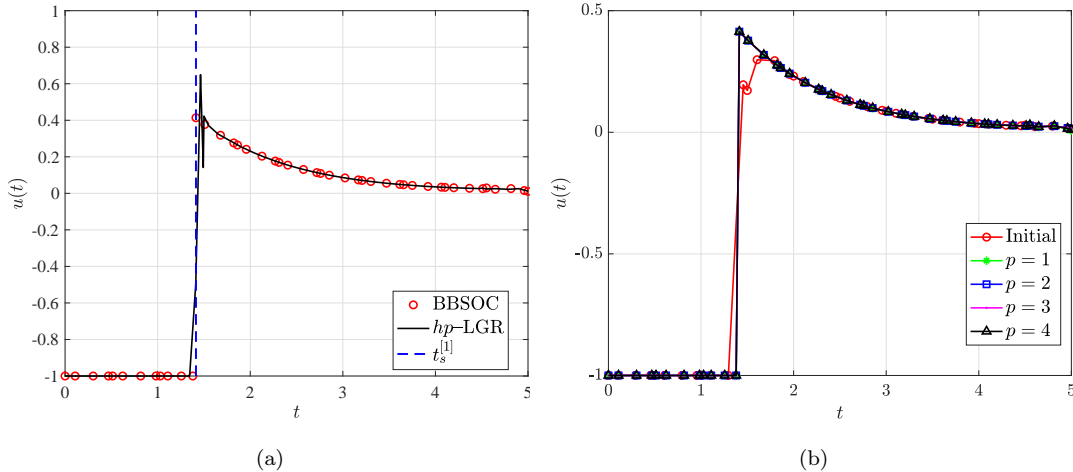 1
0.8
0.6
0.4
0.2
0
-0.2
-0.4
-0.6
-0.8
-1
u(t)
0 1 2 3 4 5
t
BBSOC
hp–LGR
t_s^{[1]}
(a)
0.5
0
-0.5
-1
u(t)
0 1 2 3 4 5
t
Initial
p = 1
p = 2
p = 3
p = 4
(b)